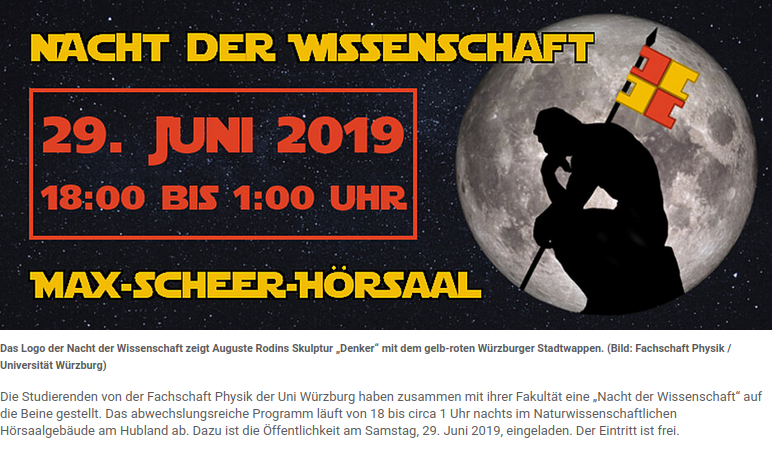 NACHT DER WISSENSCHAFT
29. JUNI 2019
18:00 BIS 1:00 UHR
MAX-SCHEER-HÖRSAAL
Das Logo der Nacht der Wissenschaft zeigt Auguste Rodins Skulptur „Denker“ mit dem gelb-roten Würzburger Stadtwappen. (Bild: Fachschaft Physik /
Universität Würzburg)
Die Studierenden von der Fachschaft Physik der Uni Würzburg haben zusammen mit ihrer Fakultät eine „Nacht der Wissenschaft“ auf
die Beine gestellt. Das abwechslungsreiche Programm läuft von 18 bis circa 1 Uhr nachts im Naturwissenschaftlichen
Hörsaalgebäude am Hubland ab. Dazu ist die Öffentlichkeit am Samstag, 29. Juni 2019, eingeladen. Der Eintritt ist frei.